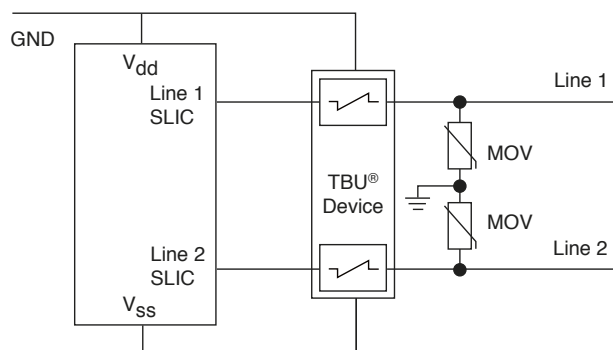 GND
Vdd
Line 1
SLIC
Line 1
MOV
TBU®
Device
MOV
Line 2
SLIC
Line 2
Vss